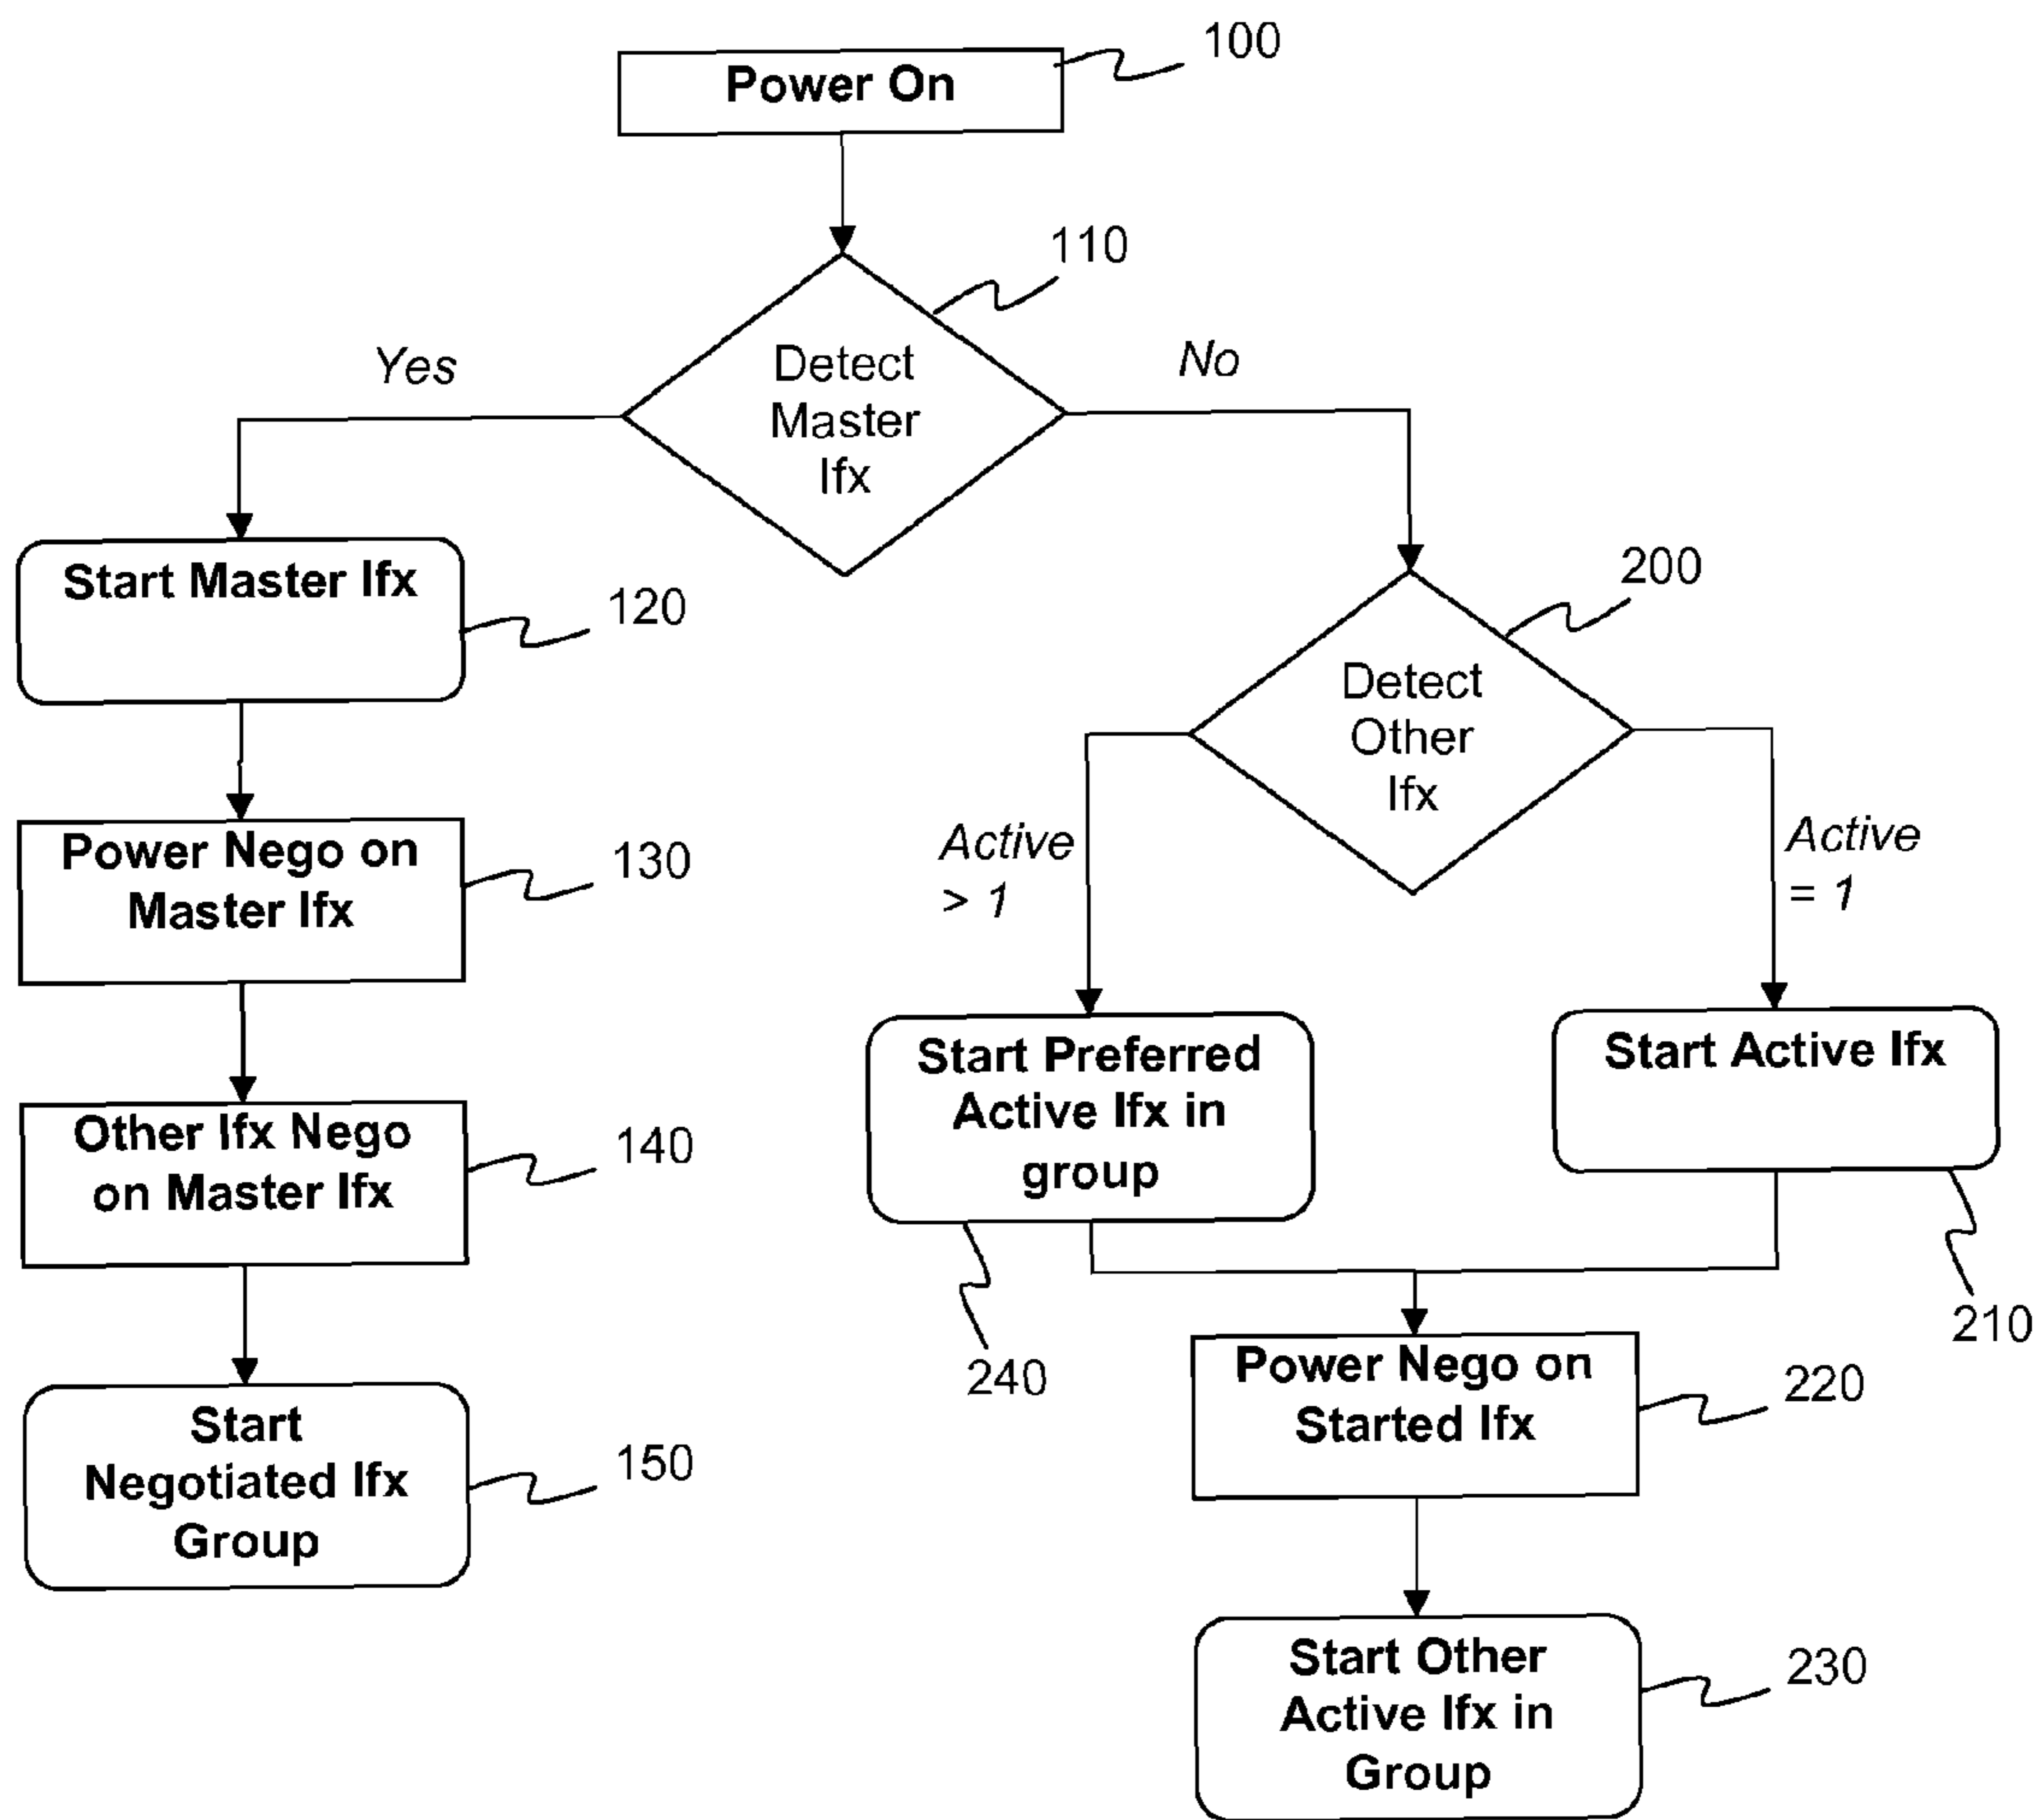 Power On
100
110
Detect
Master
Ifx
Yes
No
Start Master Ifx
120
200
Detect
Other
Ifx
Power Nego on
Master Ifx
130
Active
> 1
Active
= 1
Other Ifx Nego
on Master Ifx
140
Start Preferred
Active Ifx in
group
240
Start Active Ifx
210
Start
Negotiated Ifx
Group
150
Power Nego on
Started Ifx
220
Start Other
Active Ifx in
Group
230